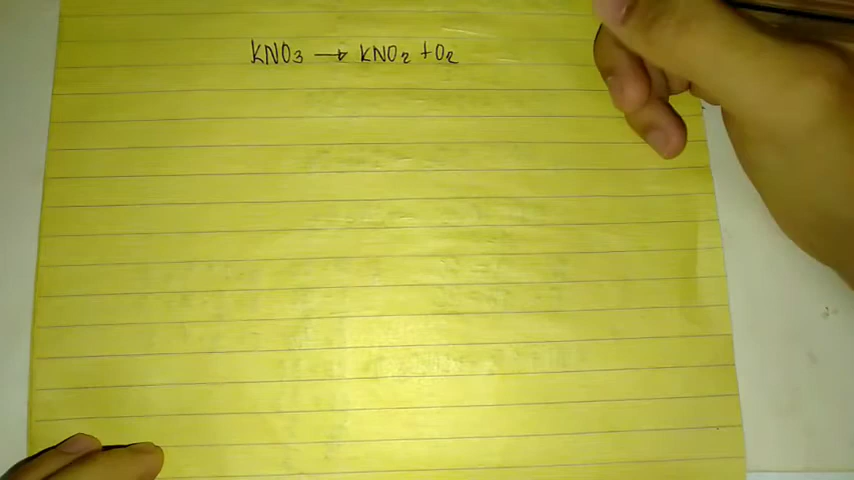 KNO₃ → KNO₂ + O₂